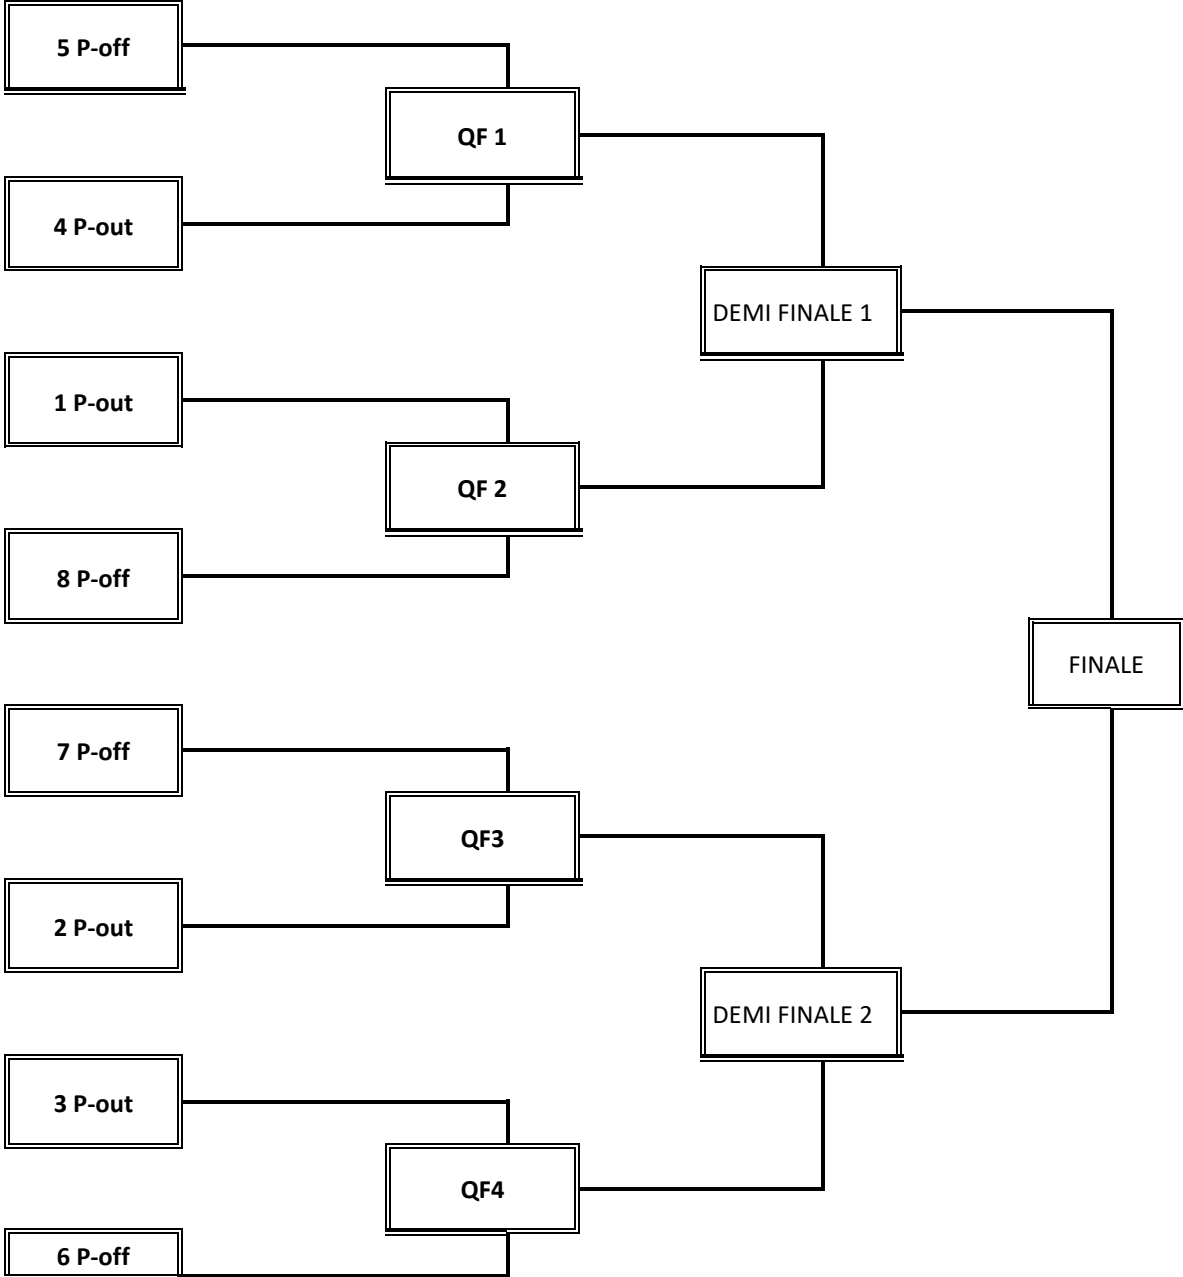 5 P-off
QF 1
4 P-out
DEMI FINALE 1
1 P-out
QF 2
8 P-off
FINALE
7 P-off
QF3
2 P-out
DEMI FINALE 2
3 P-out
QF4
6 P-off